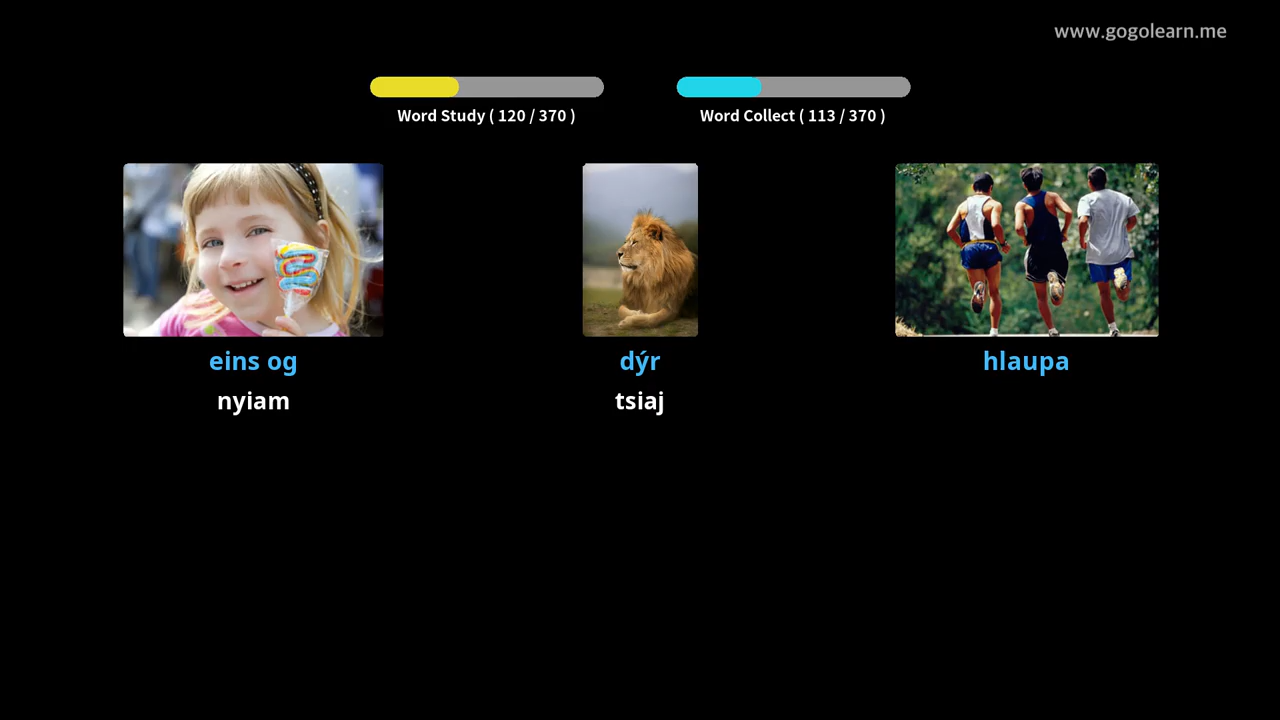 www.gogolearn.me
Word Study ( 120 / 370 )
Word Collect ( 113 / 370 )
eins og
dýr
hlaupa
nyiam
tsiaj